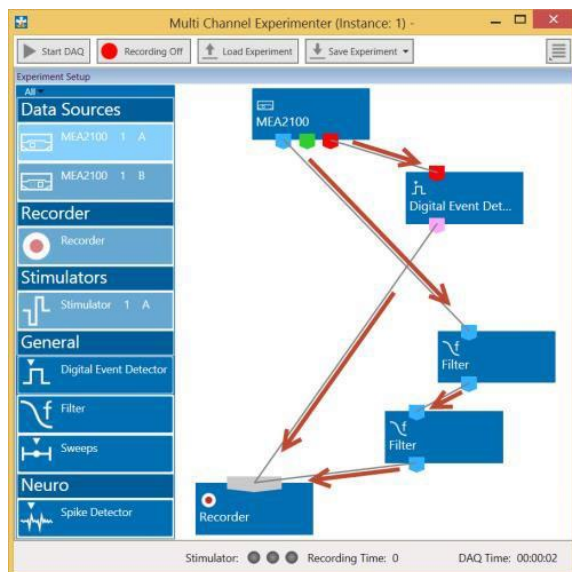 Multi Channel Experimenter (Instance: 1) -
Start DAQ
Recording Off
Load Experiment
Save Experiment
Experiment Setup
All
Data Sources
MEA2100 1 A
MEA2100 1 B
Recorder
Recorder
Stimulators
Stimulator 1 A
General
Digital Event Detector
Filter
Sweeps
Neuro
Spike Detector
MEA2100
Digital Event Det...
Filter
Filter
Recorder
Stimulator: Recording Time: 0 DAQ Time: 00:00:02